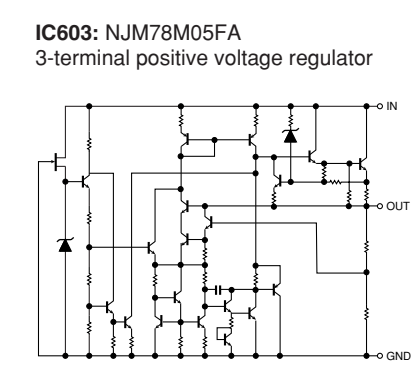 IC603: NJM78M05FA
3-terminal positive voltage regulator
IN
OUT
GND